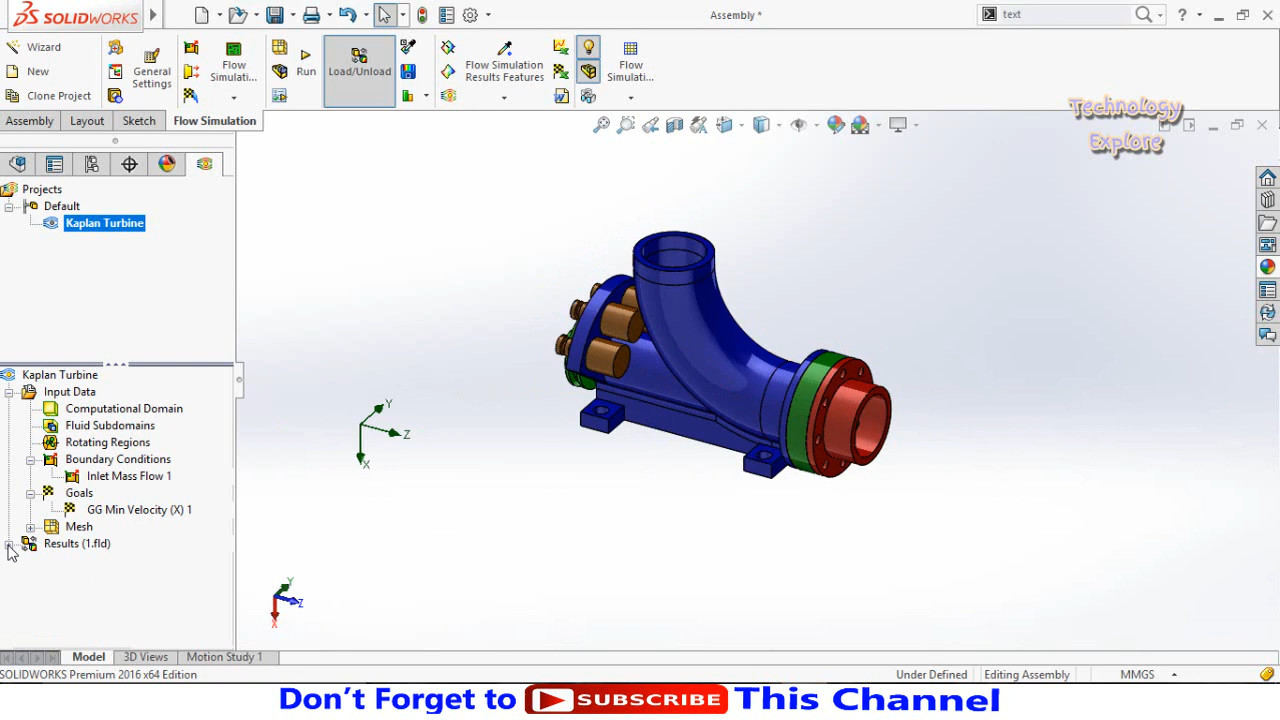 SOLIDWORKS
Assembly *
text
?
Wizard
New
Clone Project
General Settings
Flow Simulati...
Run
Load/Unload
Flow Simulation Results Features
Flow Simulati...
Assembly
Layout
Sketch
Flow Simulation
Technology
Explore
Projects
Default
Kaplan Turbine
Kaplan Turbine
Input Data
Computational Domain
Fluid Subdomains
Rotating Regions
Boundary Conditions
Inlet Mass Flow 1
Goals
GG Min Velocity (X) 1
Mesh
Results (1.fld)
Y
Z
X
Y
Z
X
Model
3D Views
Motion Study 1
SOLIDWORKS Premium 2016 x64 Edition
Under Defined
Editing Assembly
MMGS
Don't Forget to SUBSCRIBE This Channel